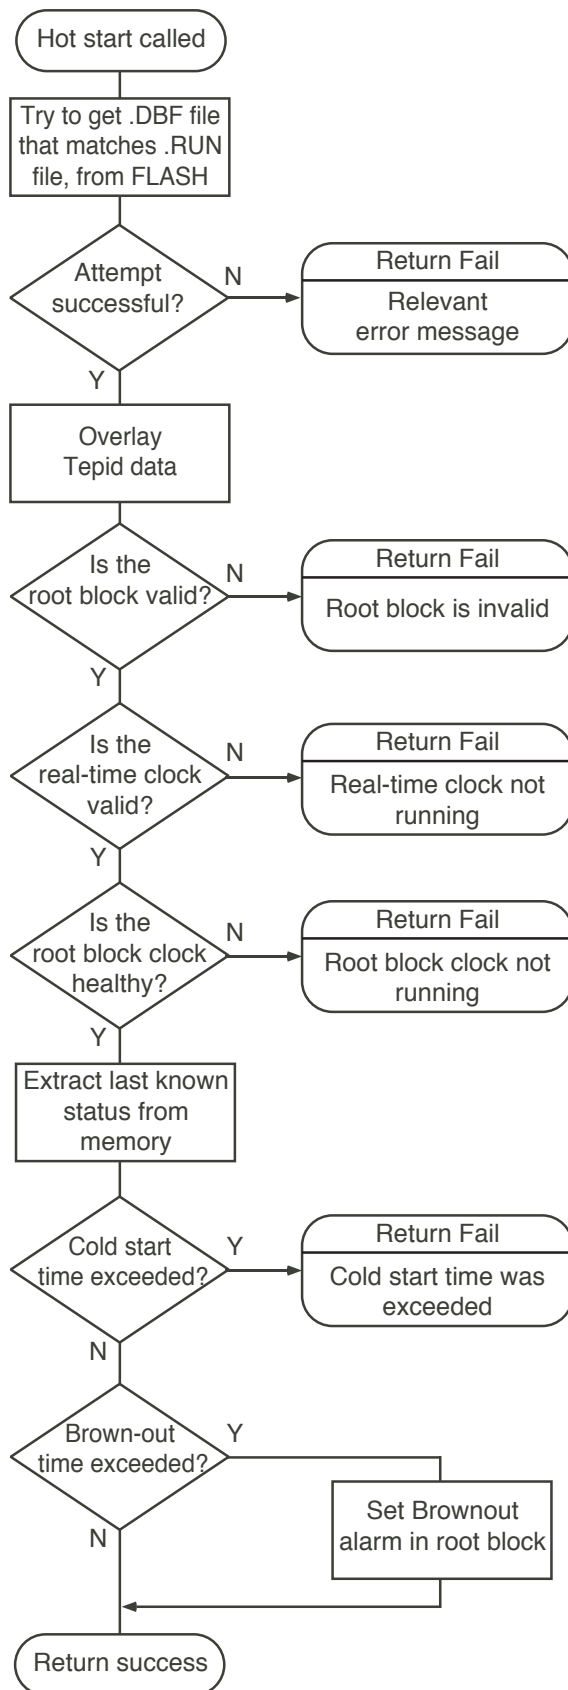 Hot start called
Try to get .DBF file
that matches .RUN
file, from FLASH
Attempt
successful?
N
Return Fail
Relevant
error message
Y
Overlay
Tepid data
Is the
root block valid?
N
Return Fail
Root block is invalid
Y
Is the
real-time clock
valid?
N
Return Fail
Real-time clock not
running
Y
Is the
root block clock
healthy?
N
Return Fail
Root block clock not
running
Y
Extract last known
status from
memory
Cold start
time exceeded?
Y
Return Fail
Cold start time was
exceeded
N
Brown-out
time exceeded?
Y
Set Brownout
alarm in root block
N
Return success